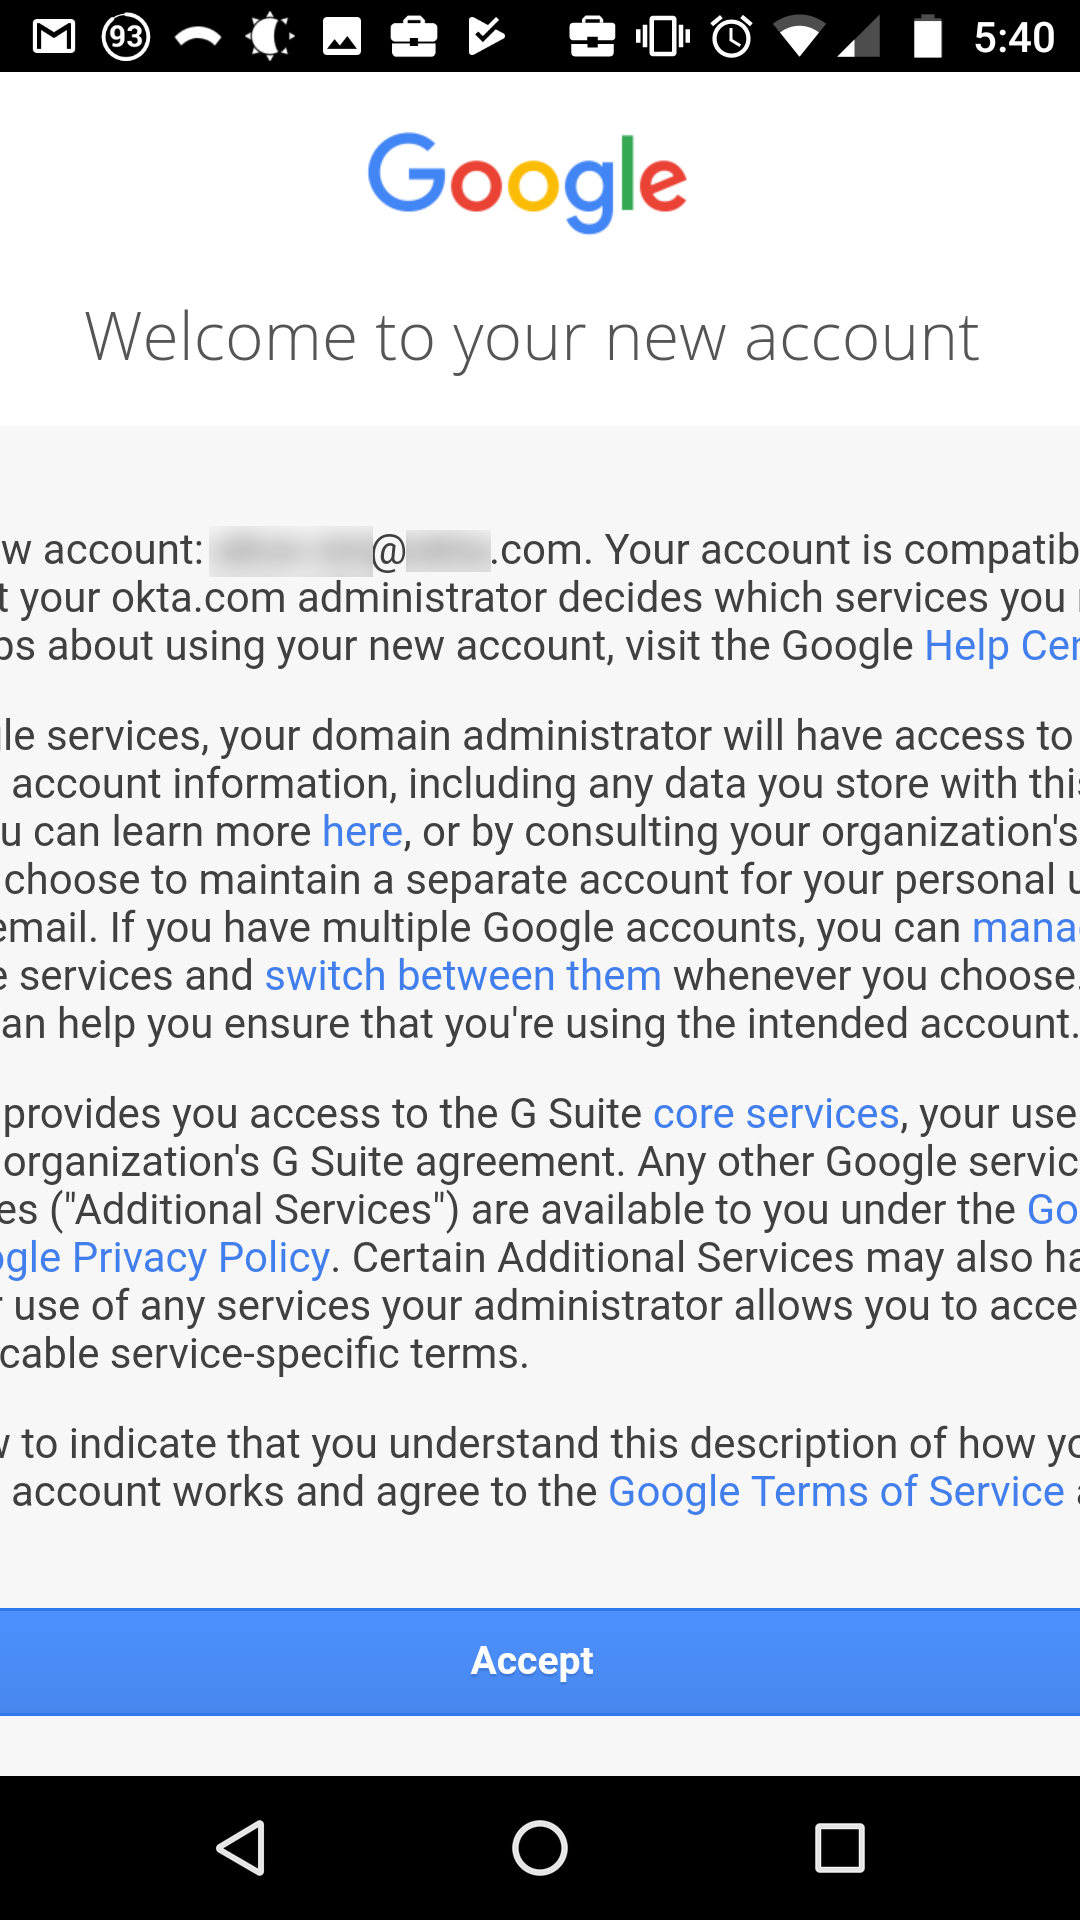 93
5:40
Google
Welcome to your new account
w account: @.com. Your account is compatib
t your okta.com administrator decides which services you
ps about using your new account, visit the Google Help Cen
le services, your domain administrator will have access to
account information, including any data you store with this
u can learn more here, or by consulting your organization's
choose to maintain a separate account for your personal u
email. If you have multiple Google accounts, you can mana
e services and switch between them whenever you choose.
an help you ensure that you're using the intended account.
provides you access to the G Suite core services, your use
organization's G Suite agreement. Any other Google servic
es ("Additional Services") are available to you under the Go
ogle Privacy Policy. Certain Additional Services may also ha
r use of any services your administrator allows you to acce
cable service-specific terms.
w to indicate that you understand this description of how yo
account works and agree to the Google Terms of Service a
Accept